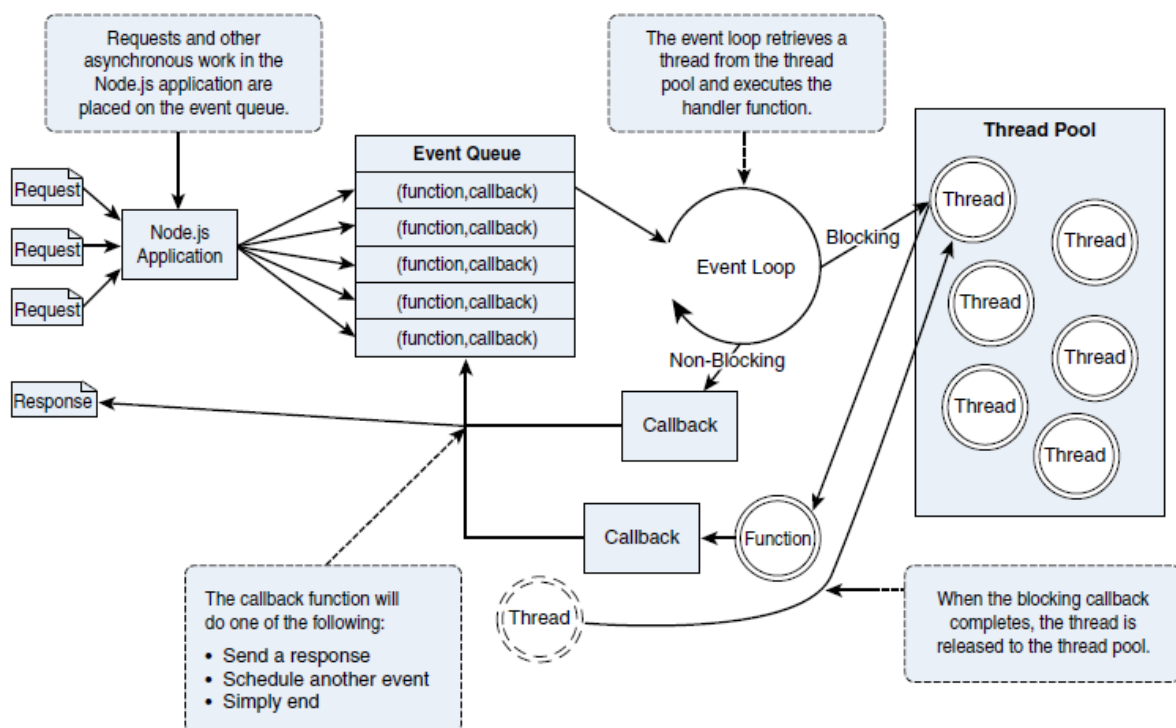 Requests and other
asynchronous work in the
Node.js application are
placed on the event queue.
The event loop retrieves a
thread from the thread
pool and executes the
handler function.
Thread Pool
Event Queue
(function,callback)
(function,callback)
(function,callback)
(function,callback)
(function,callback)
Request
Request
Request
Node.js
Application
Event Loop
Blocking
Non-Blocking
Thread
Thread
Thread
Thread
Thread
Thread
Response
Callback
Callback
Function
Thread
The callback function will
do one of the following:
• Send a response
• Schedule another event
• Simply end
When the blocking callback
completes, the thread is
released to the thread pool.